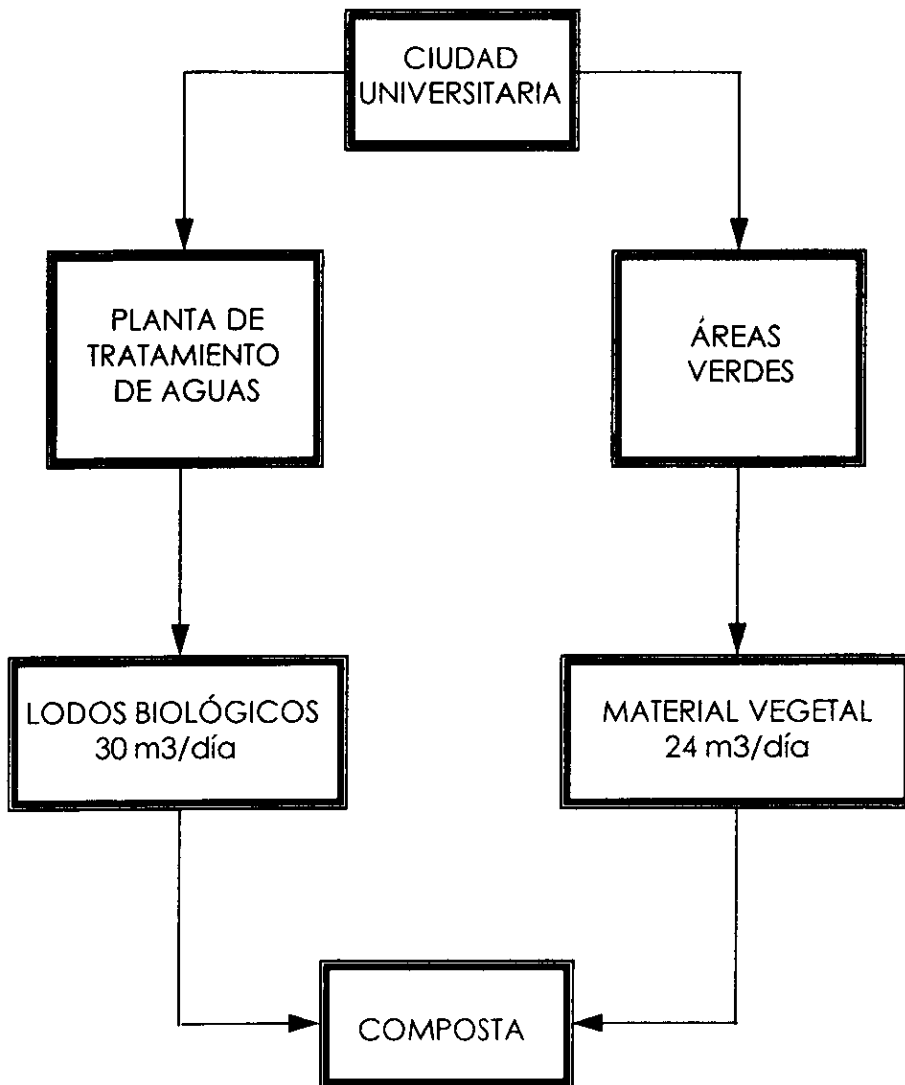 CIUDAD
UNIVERSITARIA
PLANTA DE
TRATAMIENTO
DE AGUAS
ÁREAS
VERDES
LODOS BIOLÓGICOS
30 m3/día
MATERIAL VEGETAL
24 m3/día
COMPOSTA